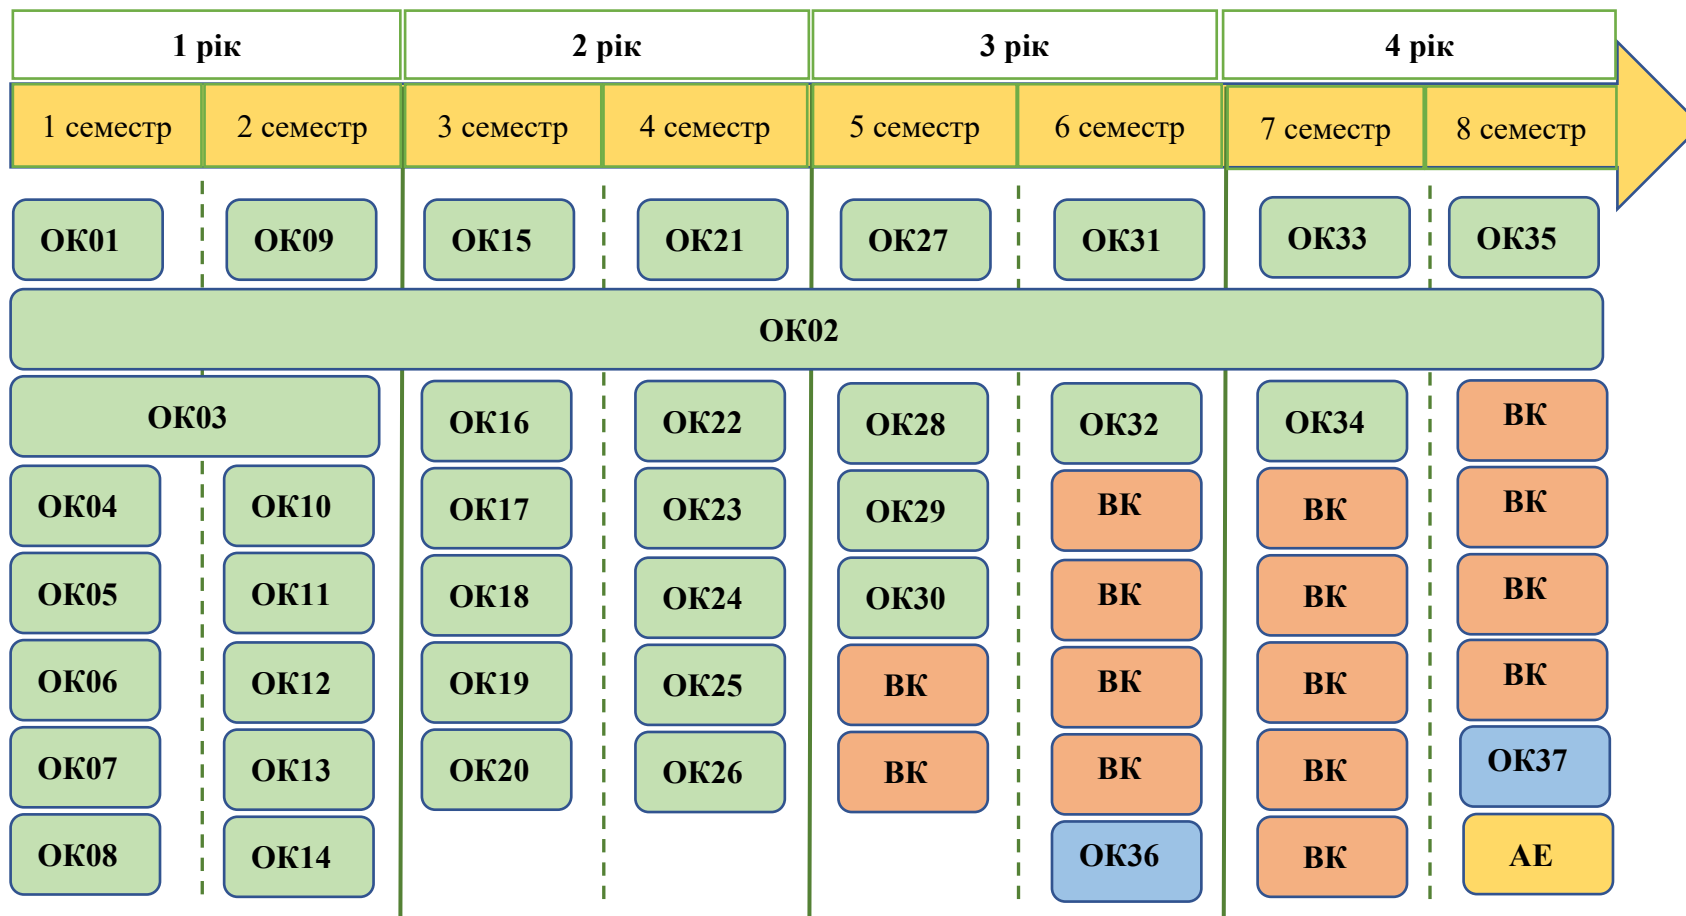 1 рік 2 рік 3 рік 4 рік
1 семестр 2 семестр 3 семестр 4 семестр 5 семестр 6 семестр 7 семестр 8 семестр
ОК01 ОК09 ОК15 ОК21 ОК27 ОК31 ОК33 ОК35
ОК02
ОК03 ОК16 ОК22 ОК28 ОК32 ОК34 ВК
ОК04 ОК10 ОК17 ОК23 ОК29 ВК ВК ВК
ОК05 ОК11 ОК18 ОК24 ОК30 ВК ВК ВК
ОК06 ОК12 ОК19 ОК25 ВК ВК ВК ВК
ОК07 ОК13 ОК20 ОК26 ВК ВК ВК ОК37
ОК08 ОК14 ОК36 ВК АЕ